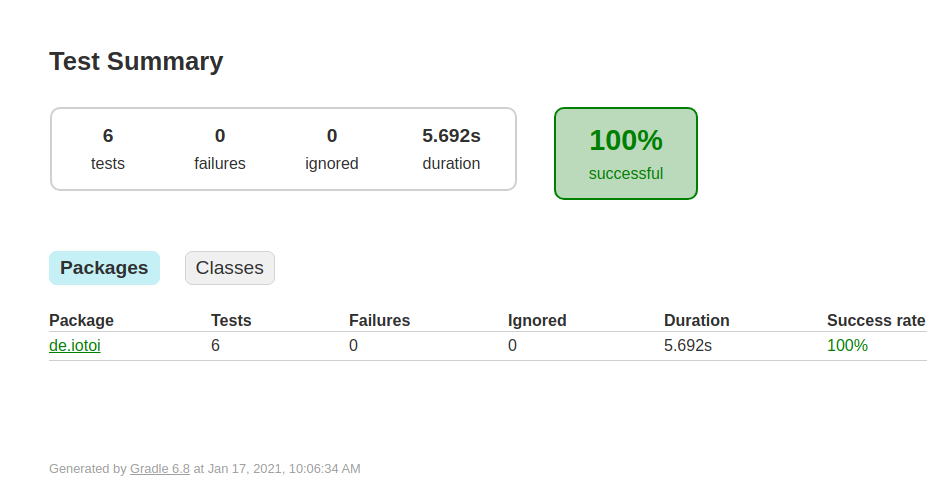 Test Summary
6 0 0 5.692s
tests failures ignored duration
100%
successful
Packages Classes
Package Tests Failures Ignored Duration Success rate
de.iotoi 6 0 0 5.692s 100%
Generated by Gradle 6.8 at Jan 17, 2021, 10:06:34 AM